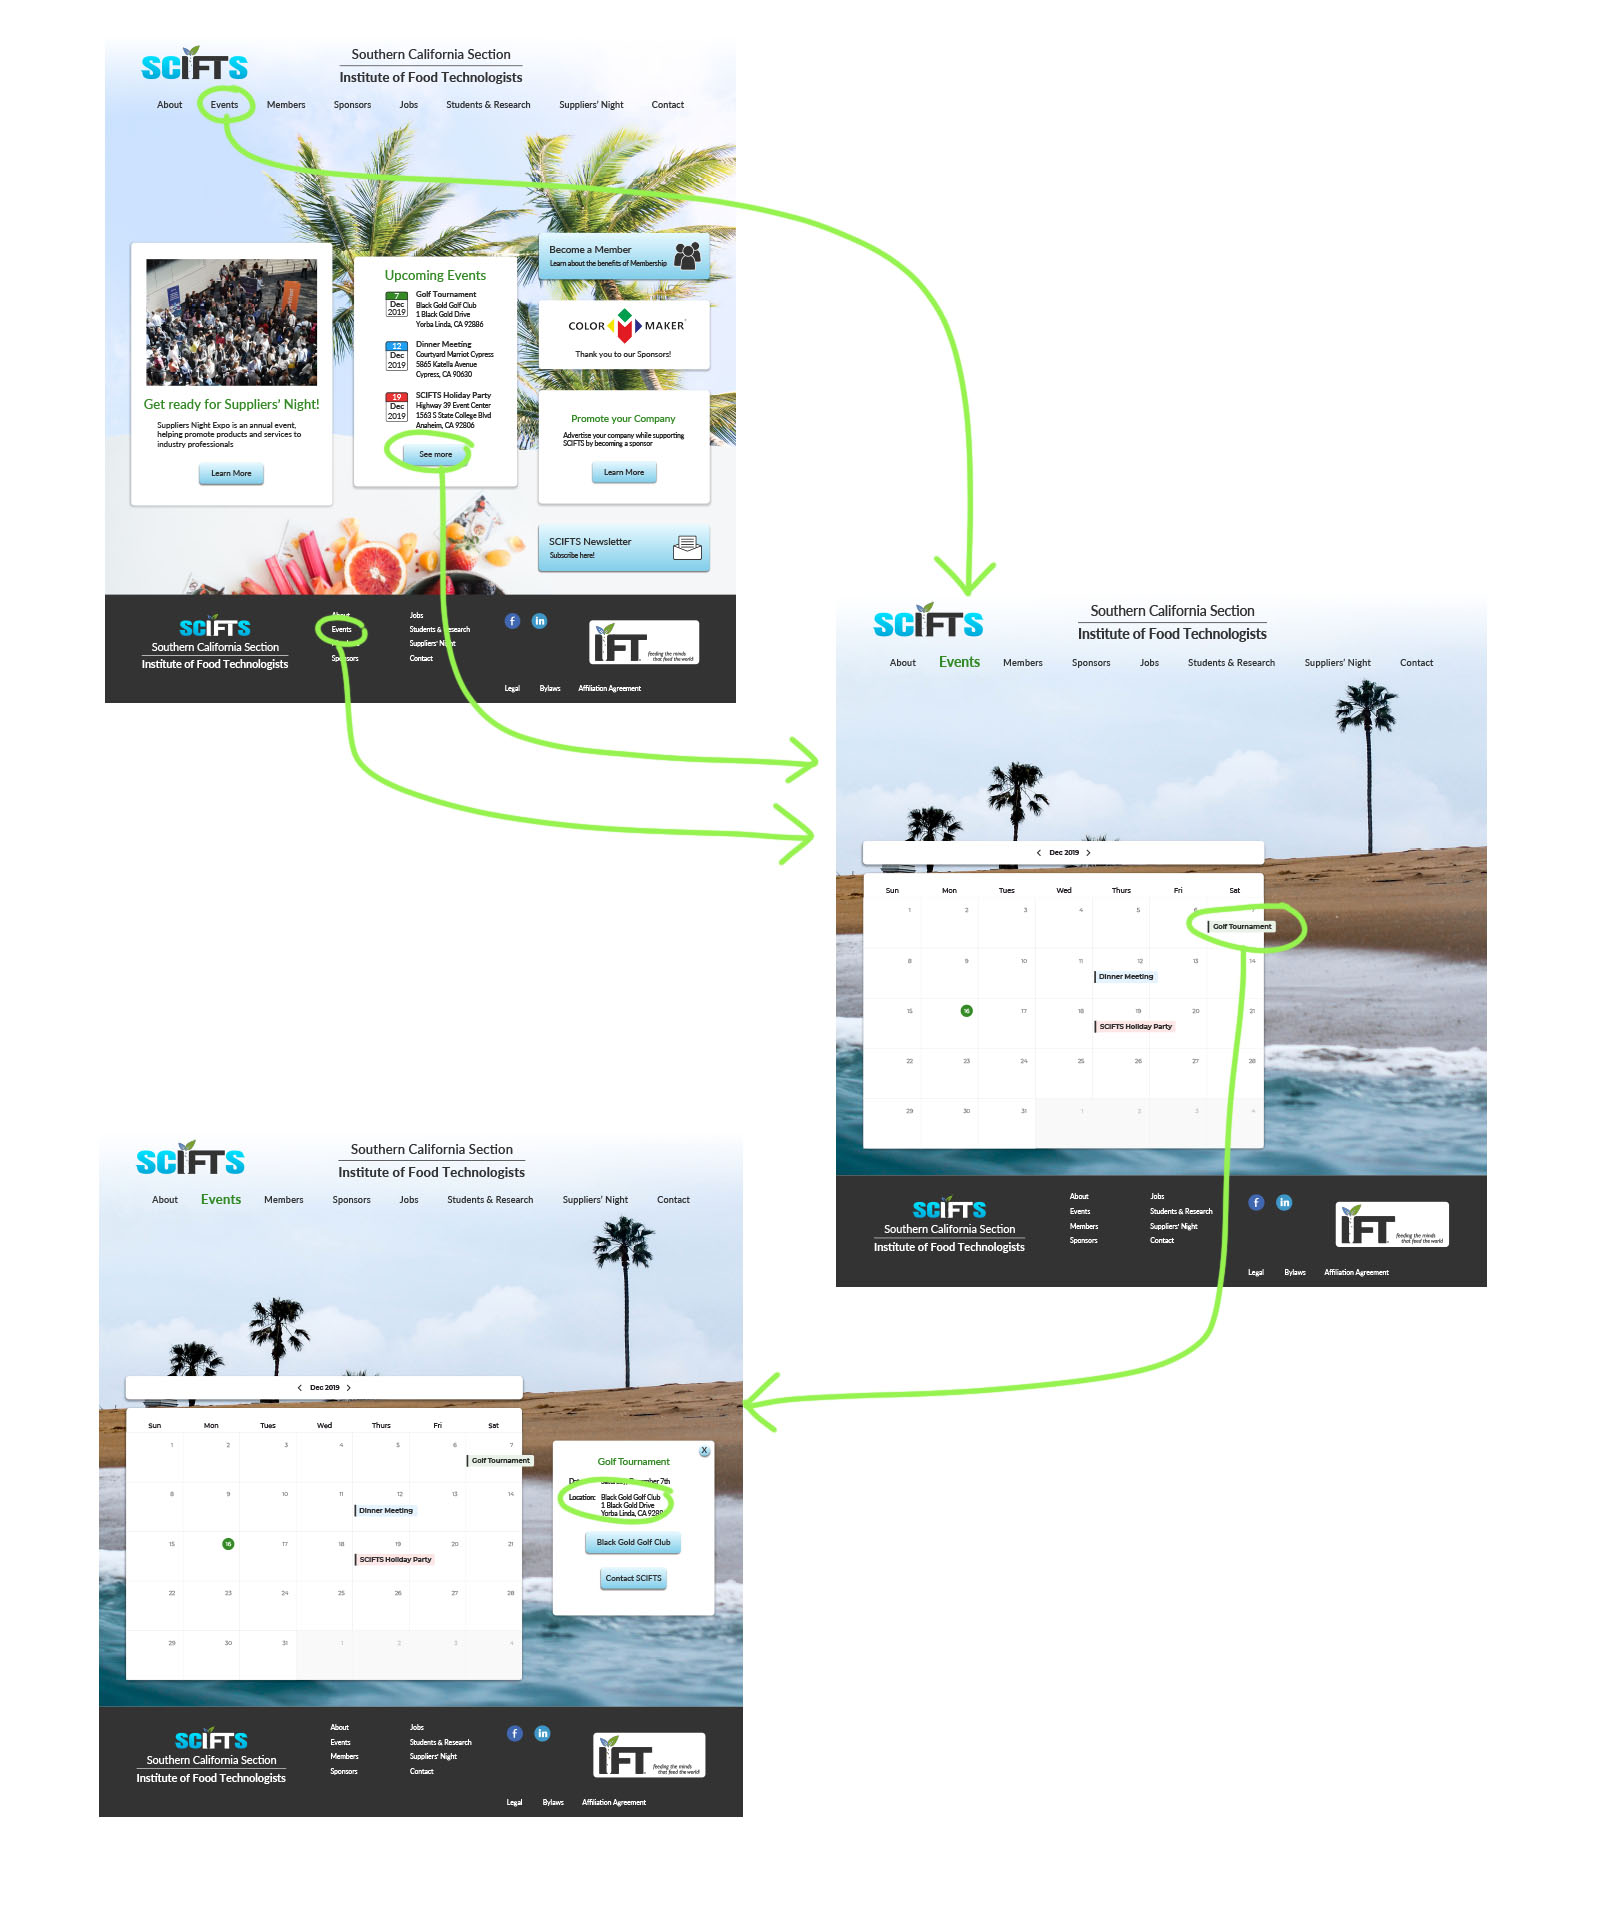 SCIFTS
Southern California Section
Institute of Food Technologists
About Events Members Sponsors Jobs Students & Research Suppliers' Night Contact
Get ready for Suppliers' Night!
Suppliers Night Expo is an annual event,
helping promote products and services to
industry professionals
Learn More
Upcoming Events
7 Dec 2019
Golf Tournament
Black Gold Golf Club
1 Black Gold Drive
Yorba Linda, CA 92886
12 Dec 2019
Dinner Meeting
Courtyard Marriot Cypress
5865 Katella Avenue
Cypress, CA 90630
19 Dec 2019
SCIFTS Holiday Party
Highway 39 Event Center
1563 S State College Blvd
Anaheim, CA 92806
See more
Become a Member
Learn about the benefits of Membership
COLOR MAKER
Thank you to our Sponsors!
Promote your Company
Advertise your company while supporting
SCIFTS by becoming a sponsor
Learn More
SCIFTS Newsletter
Subscribe here!
SCIFTS
Southern California Section
Institute of Food Technologists
About
Events
Sponsors
Jobs
Students & Research
Suppliers' Night
Contact
f in
IFT
feeding the minds
that feed the world
Legal Bylaws Affiliation Agreement
SCIFTS
Southern California Section
Institute of Food Technologists
About Events Members Sponsors Jobs Students & Research Suppliers' Night Contact
< Dec 2019 >
Sun Mon Tues Wed Thurs Fri Sat
1 2 3 4 5 6 7
Golf Tournament
8 9 10 11 12 13 14
Dinner Meeting
15 16 17 18 19 20 21
SCIFTS Holiday Party
22 23 24 25 26 27 28
29 30 31 1 2 3 4
SCIFTS
Southern California Section
Institute of Food Technologists
About
Events
Members
Sponsors
Jobs
Students & Research
Suppliers' Night
Contact
f in
IFT
feeding the minds
that feed the world
Legal Bylaws Affiliation Agreement
SCIFTS
Southern California Section
Institute of Food Technologists
About Events Members Sponsors Jobs Students & Research Suppliers' Night Contact
< Dec 2019 >
Sun Mon Tues Wed Thurs Fri Sat
1 2 3 4 5 6 7
Golf Tournament
8 9 10 11 12 13 14
Dinner Meeting
15 16 17 18 19 20 21
SCIFTS Holiday Party
22 23 24 25 26 27 28
29 30 31 1 2 3 4
X
Golf Tournament
7th
Location: Black Gold Golf Club
1 Black Gold Drive
Yorba Linda, CA
Black Gold Golf Club
Contact SCIFTS
SCIFTS
Southern California Section
Institute of Food Technologists
About
Events
Members
Sponsors
Jobs
Students & Research
Suppliers' Night
Contact
f in
IFT
feeding the minds
that feed the world
Legal Bylaws Affiliation Agreement